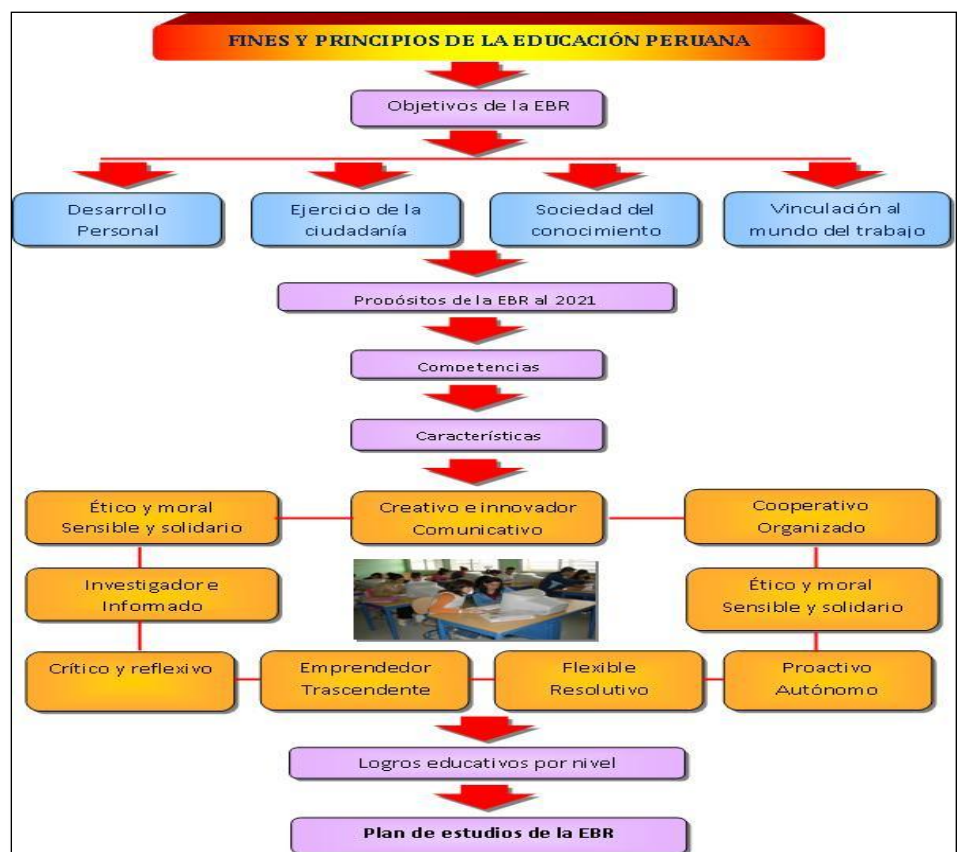 FINES Y PRINCIPIOS DE LA EDUCACIÓN PERUANA
Objetivos de la EBR
Desarrollo
Personal
Ejercicio de la
ciudadanía
Sociedad del
conocimiento
Vinculación al
mundo del trabajo
Propósitos de la EBR al 2021
Competencias
Características
Ético y moral
Sensible y solidario
Creativo e innovador
Comunicativo
Cooperativo
Organizado
Investigador e
Informado
Ético y moral
Sensible y solidario
Crítico y reflexivo
Emprendedor
Trascendente
Flexible
Resolutivo
Proactivo
Autónomo
Logros educativos por nivel
Plan de estudios de la EBR